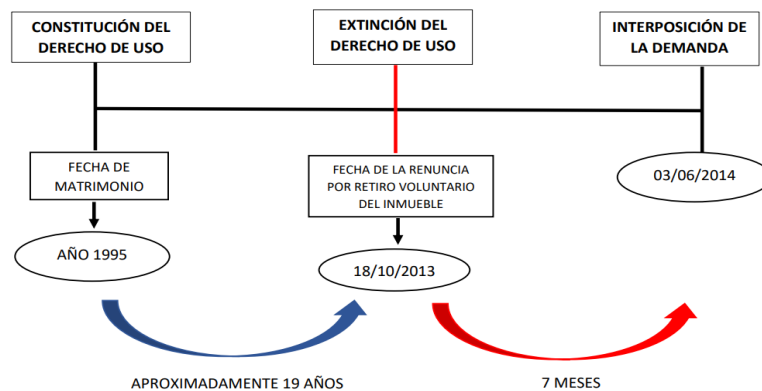 CONSTITUCIÓN DEL
DERECHO DE USO
EXTINCIÓN DEL
DERECHO DE USO
INTERPOSICIÓN DE
LA DEMANDA
FECHA DE
MATRIMONIO
FECHA DE LA RENUNCIA
POR RETIRO VOLUNTARIO
DEL INMUEBLE
03/06/2014
AÑO 1995
18/10/2013
APROXIMADAMENTE 19 AÑOS
7 MESES